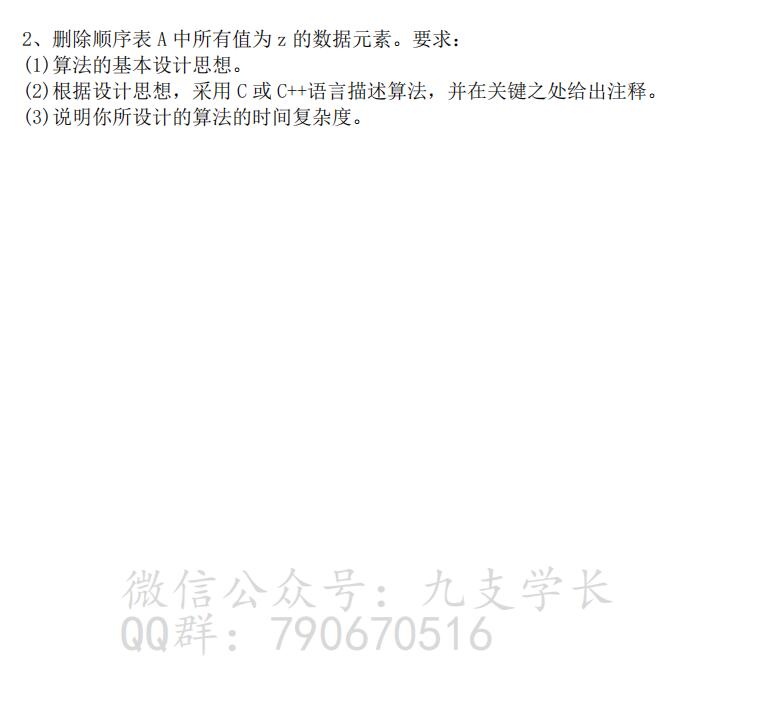 2、删除顺序表 A 中所有值为 z 的数据元素。要求：
(1)算法的基本设计思想。
(2)根据设计思想，采用 C 或 C++语言描述算法，并在关键之处给出注释。
(3)说明你所设计的算法的时间复杂度。
微信公众号：九支学长
QQ群：790670516